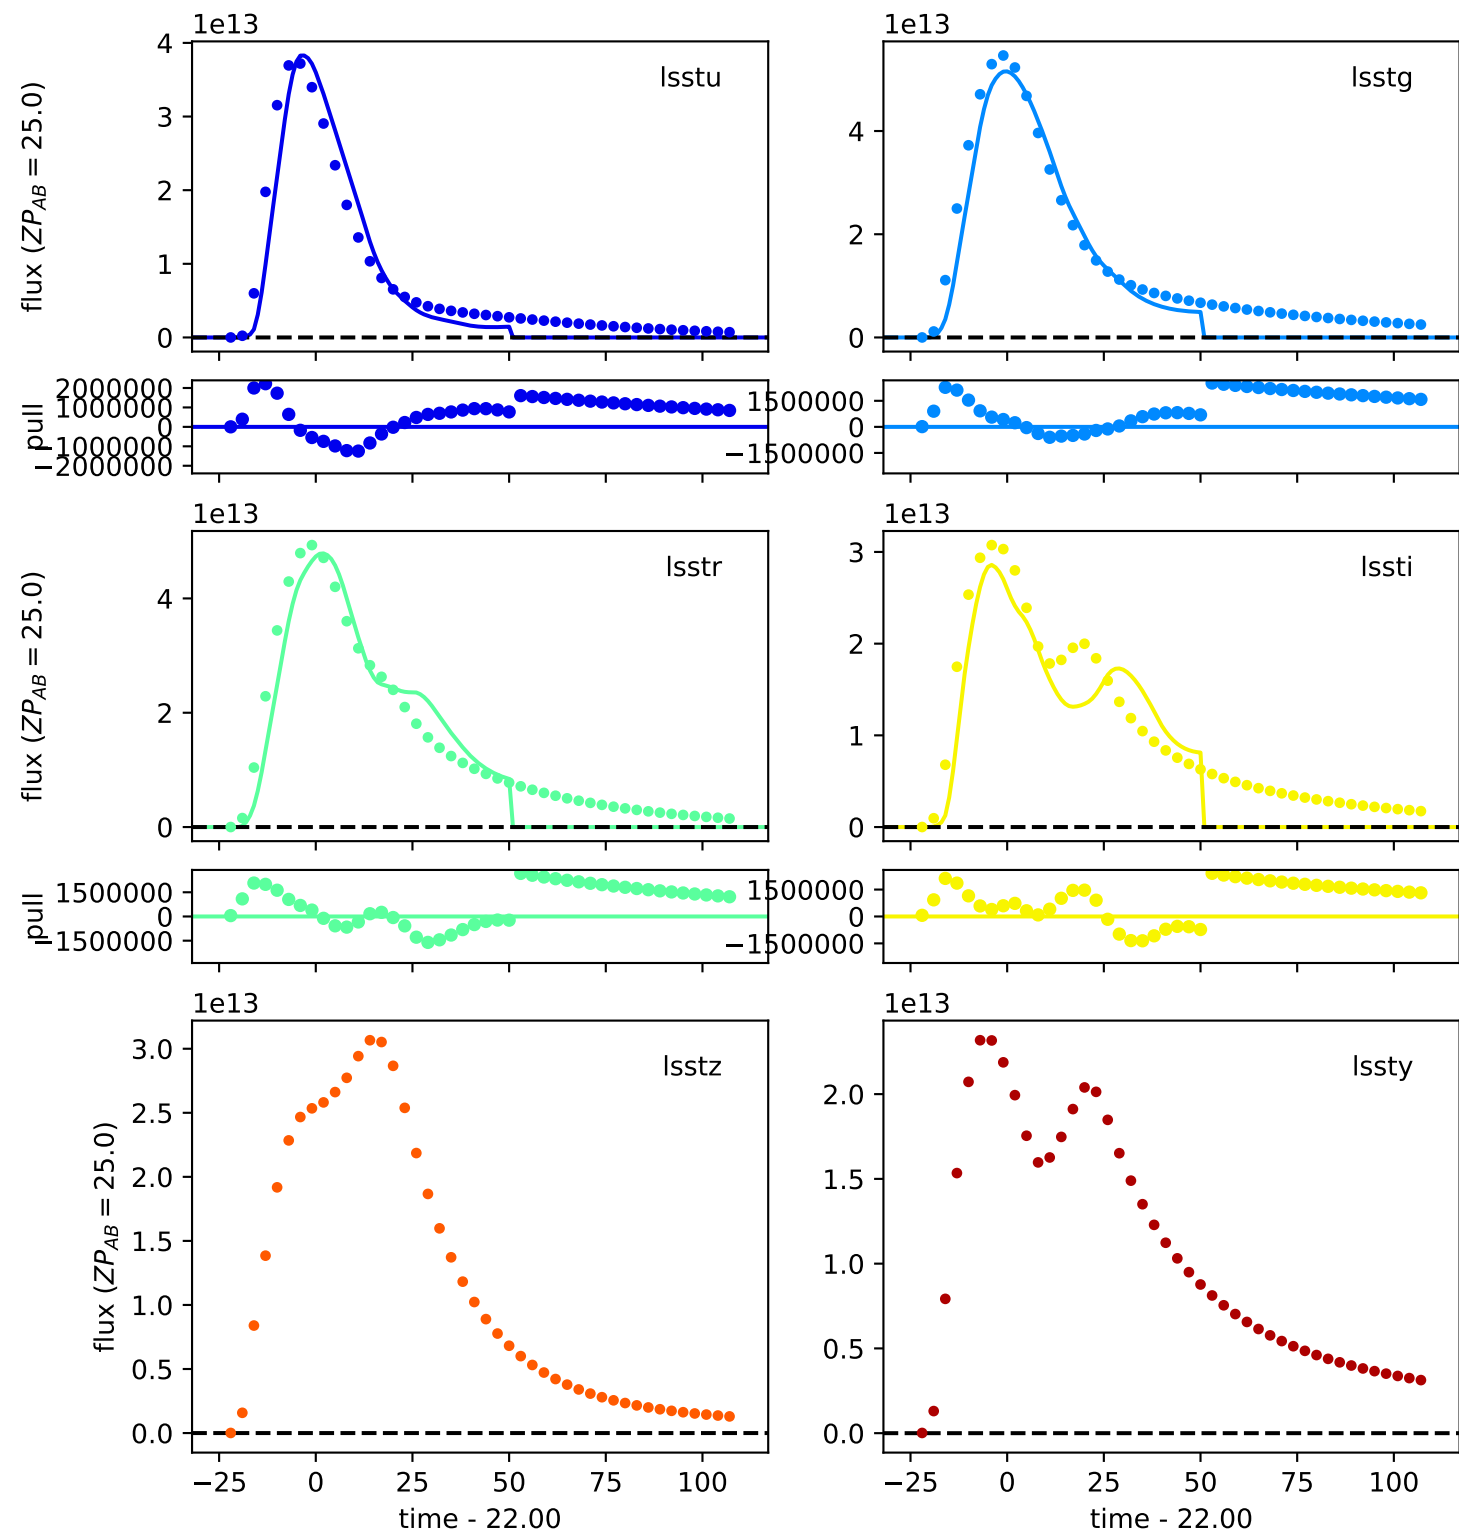 1e13
lsstu
flux (ZP_AB = 25.0)
4
3
2
1
0
1e13
lsstg
4
2
0
pull
2000000
1000000
0
−1000000
−2000000
1500000
0
−1500000
1e13
lsstr
flux (ZP_AB = 25.0)
4
2
0
1e13
lssti
3
2
1
0
pull
1500000
0
−1500000
1500000
0
−1500000
1e13
lsstz
flux (ZP_AB = 25.0)
3.0
2.5
2.0
1.5
1.0
0.5
0.0
−25 0 25 50 75 100
time - 22.00
1e13
lssty
2.0
1.5
1.0
0.5
0.0
−25 0 25 50 75 100
time - 22.00